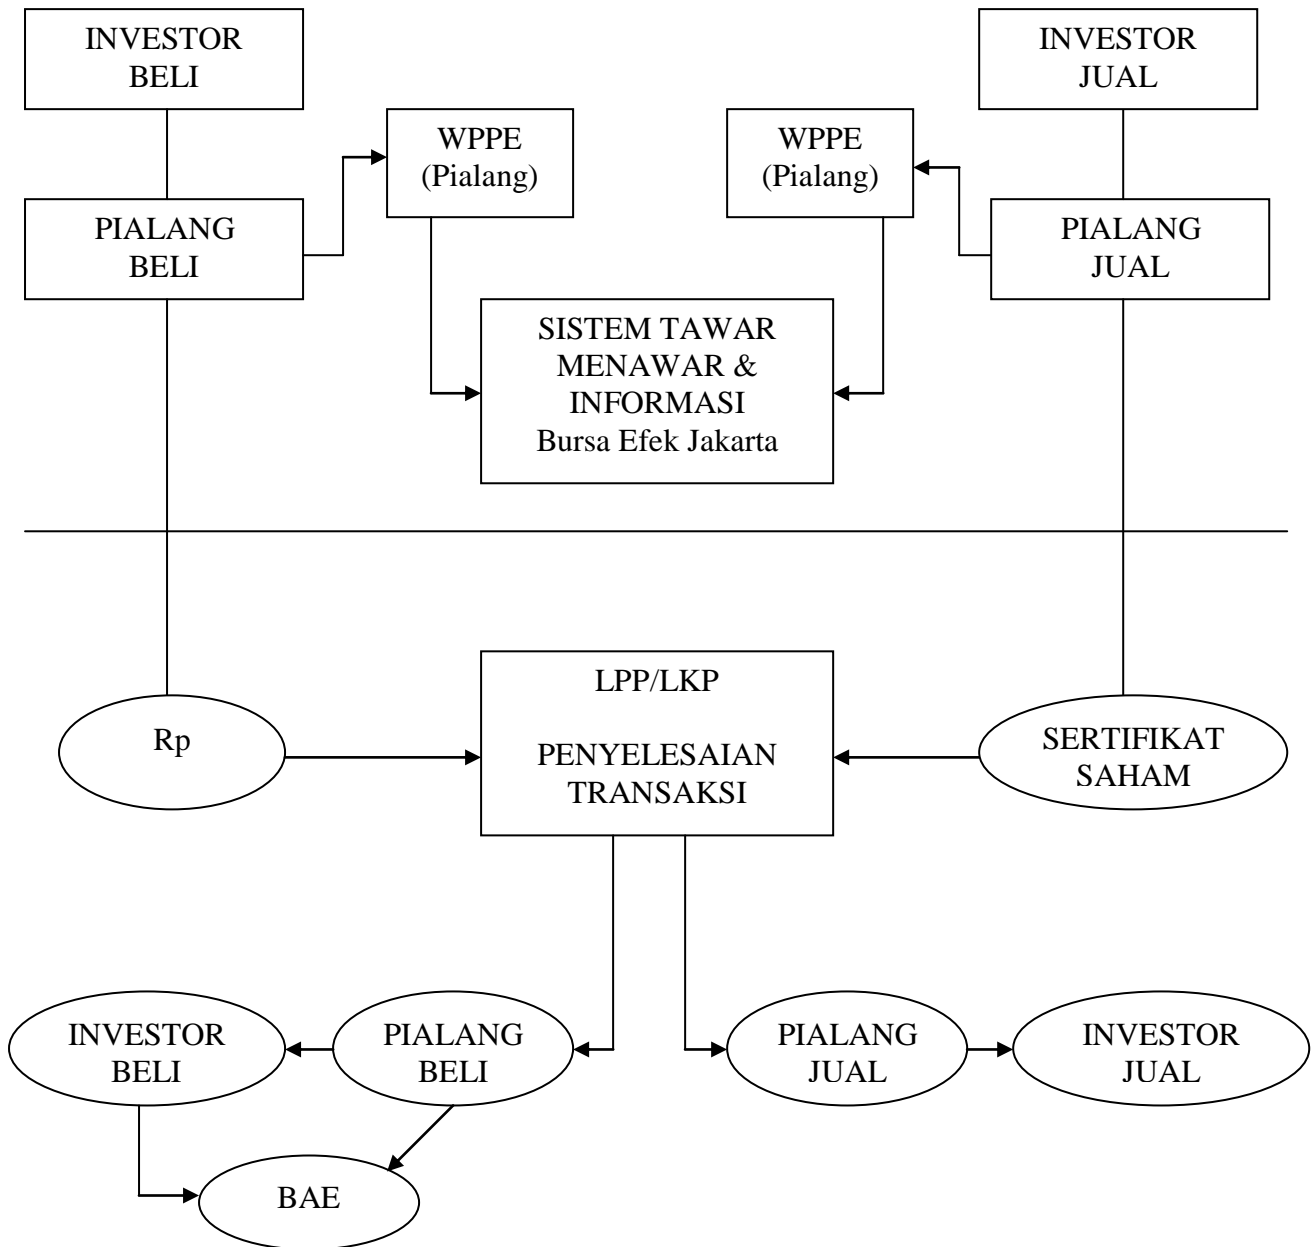 INVESTOR
BELI
INVESTOR
JUAL
WPPE
(Pialang)
WPPE
(Pialang)
PIALANG
BELI
PIALANG
JUAL
SISTEM TAWAR
MENAWAR &
INFORMASI
Bursa Efek Jakarta
LPP/LKP
PENYELESAIAN
TRANSAKSI
Rp
SERTIFIKAT
SAHAM
INVESTOR
BELI
PIALANG
BELI
PIALANG
JUAL
INVESTOR
JUAL
BAE